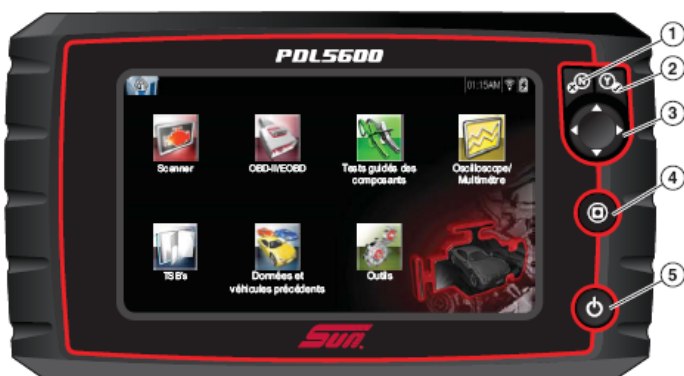 PDL5600
1
N
Y
2
01:15AM
3
Scanner
OBD-II/EOBD
Tests guidés des
composants
Oscilloscope/
Multimètre
4
TSB's
Données et
véhicules précédents
Outils
5
Sun.